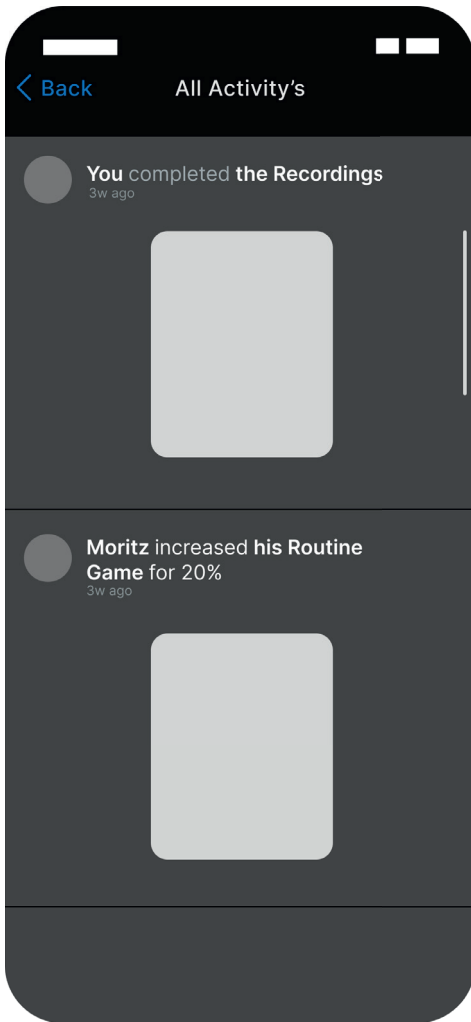 Back
All Activity's
You completed the Recordings
3w ago
Moritz increased his Routine
Game for 20%
3w ago